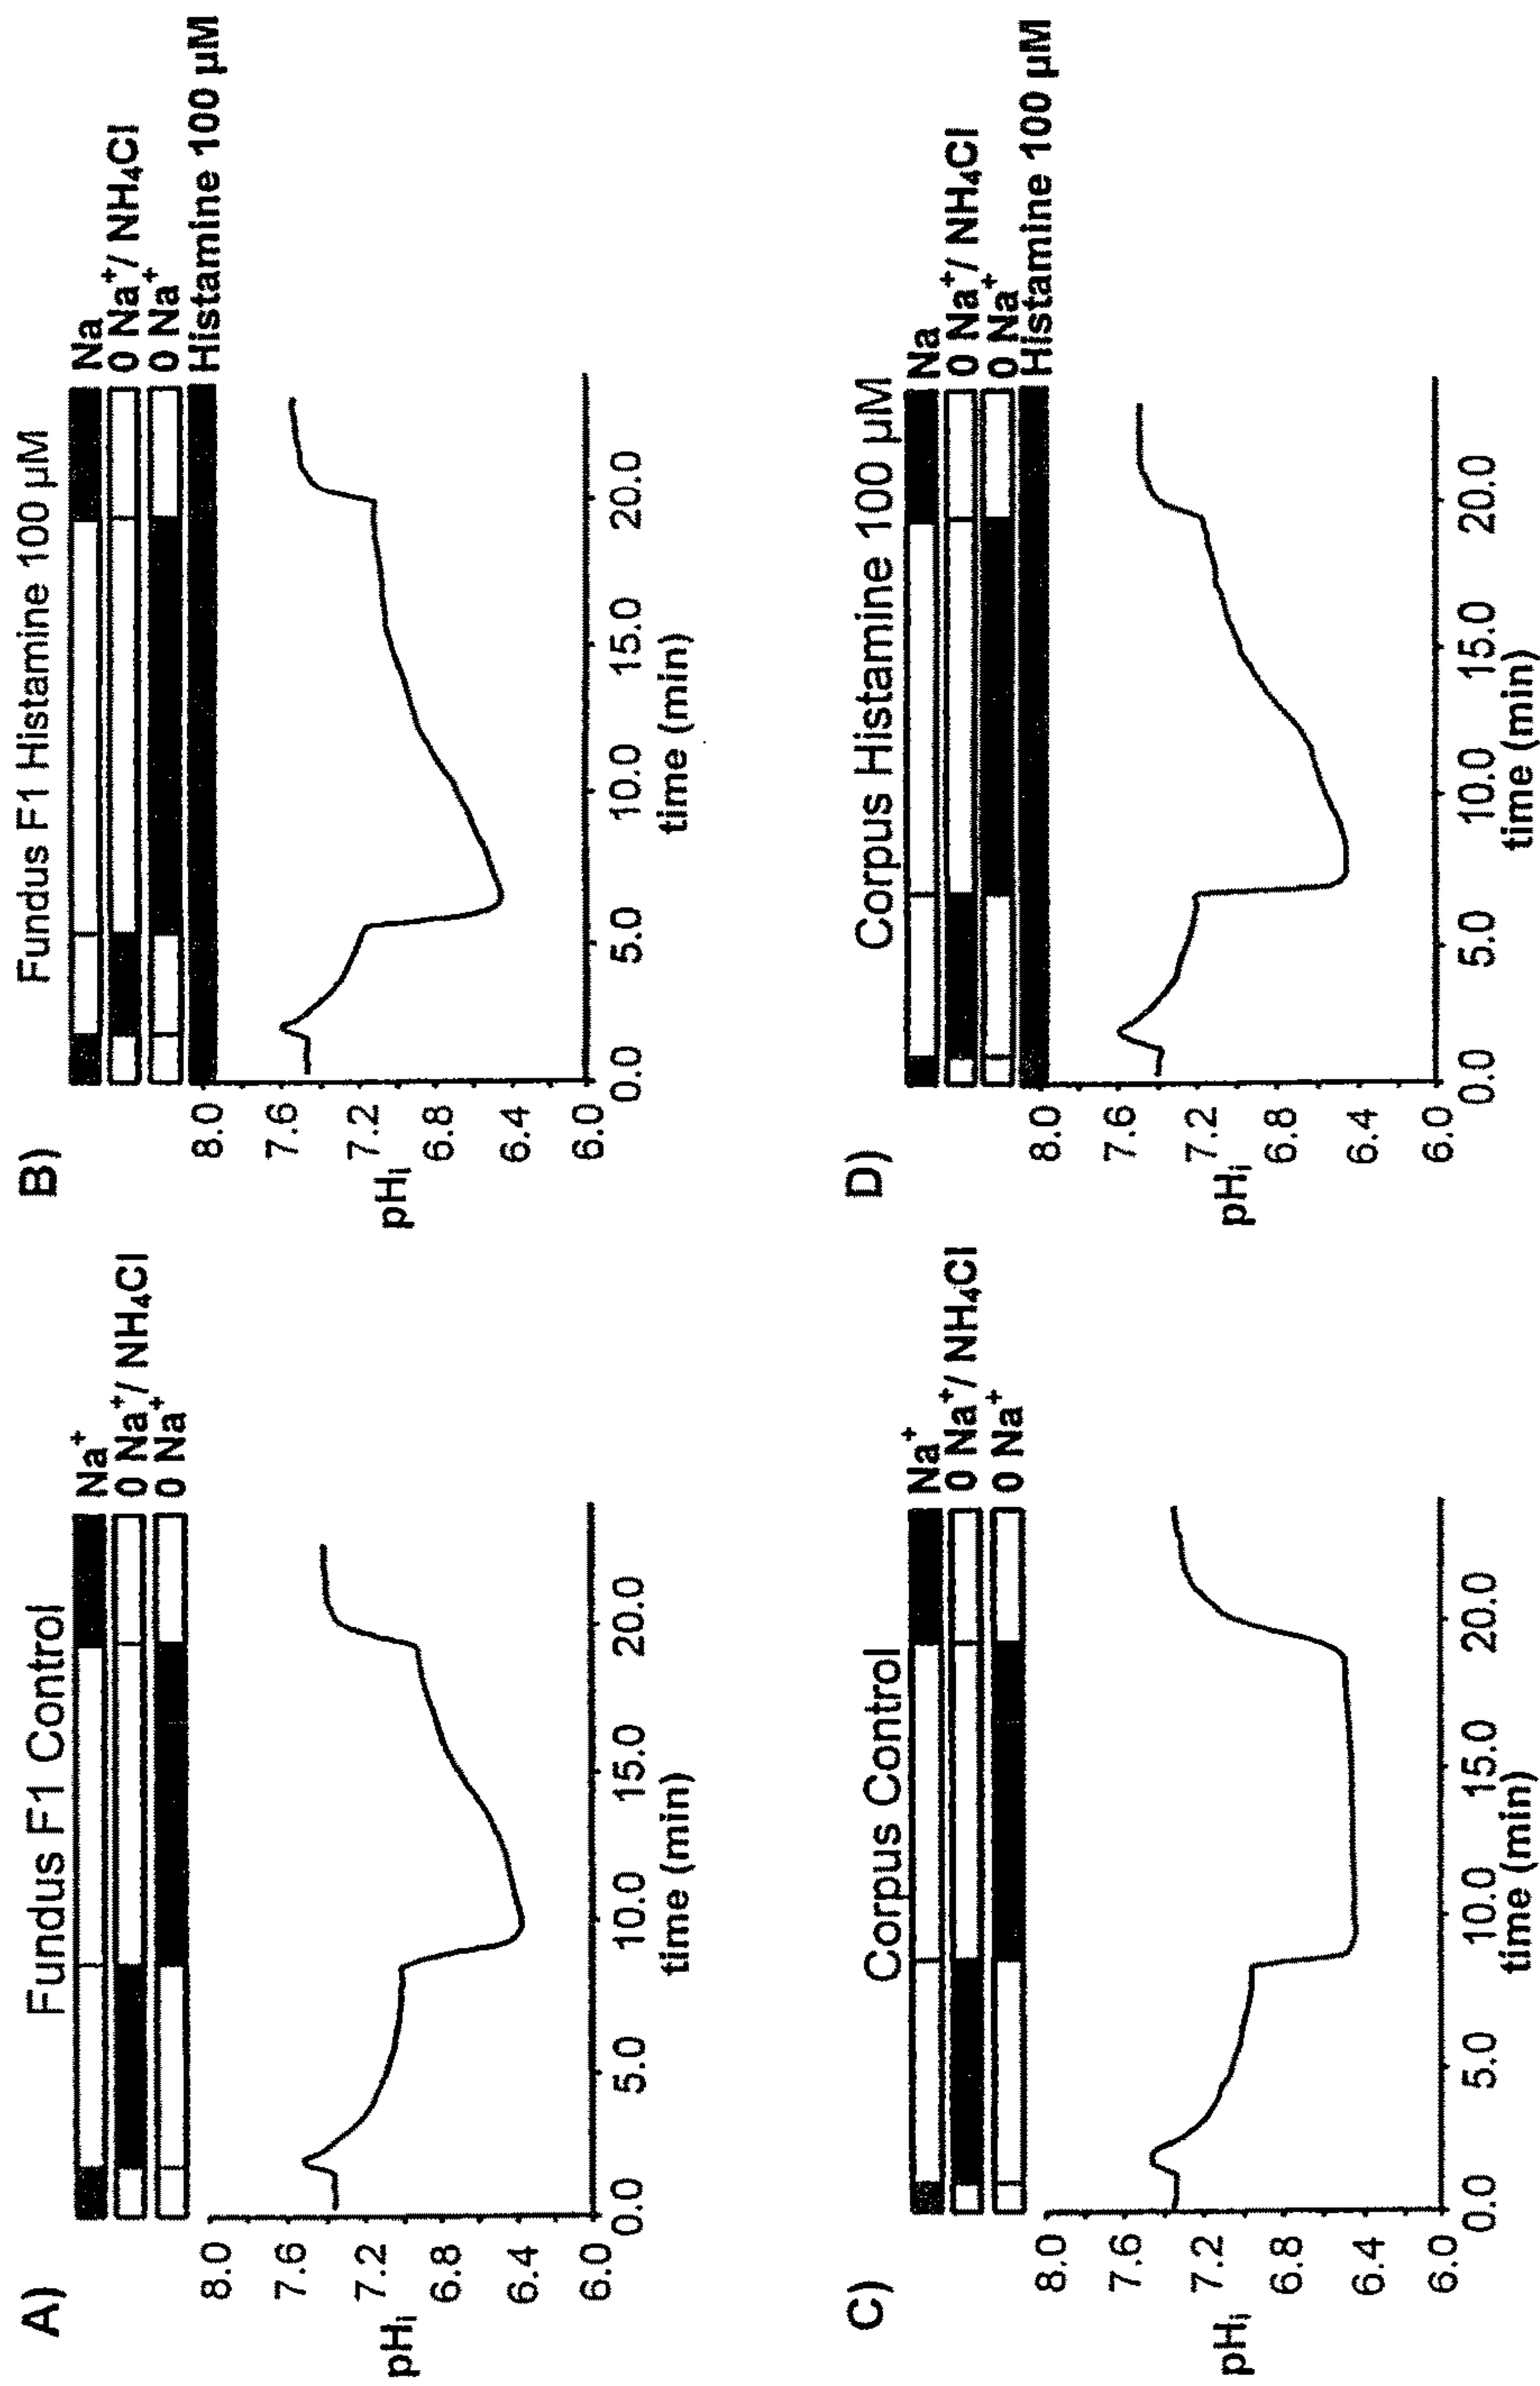 A)
Fundus F1 Control
Na⁺
0 Na⁺/ NH₄Cl
0 Na⁺
pHᵢ
8.0
7.6
7.2
6.8
6.4
6.0
0.0 5.0 10.0 15.0 20.0
time (min)
B)
Fundus F1 Histamine 100 µM
Na
0 Na⁺/ NH₄Cl
0 Na⁺
Histamine 100 µM
pHᵢ
8.0
7.6
7.2
6.8
6.4
6.0
0.0 5.0 10.0 15.0 20.0
time (min)
C)
Corpus Control
Na⁺
0 Na⁺/ NH₄Cl
0 Na⁺
pHᵢ
8.0
7.6
7.2
6.8
6.4
6.0
0.0 5.0 10.0 15.0 20.0
time (min)
D)
Corpus Histamine 100 µM
Na
0 Na⁺/ NH₄Cl
0 Na⁺
Histamine 100 µM
pHᵢ
8.0
7.6
7.2
6.8
6.4
6.0
0.0 5.0 10.0 15.0 20.0
time (min)